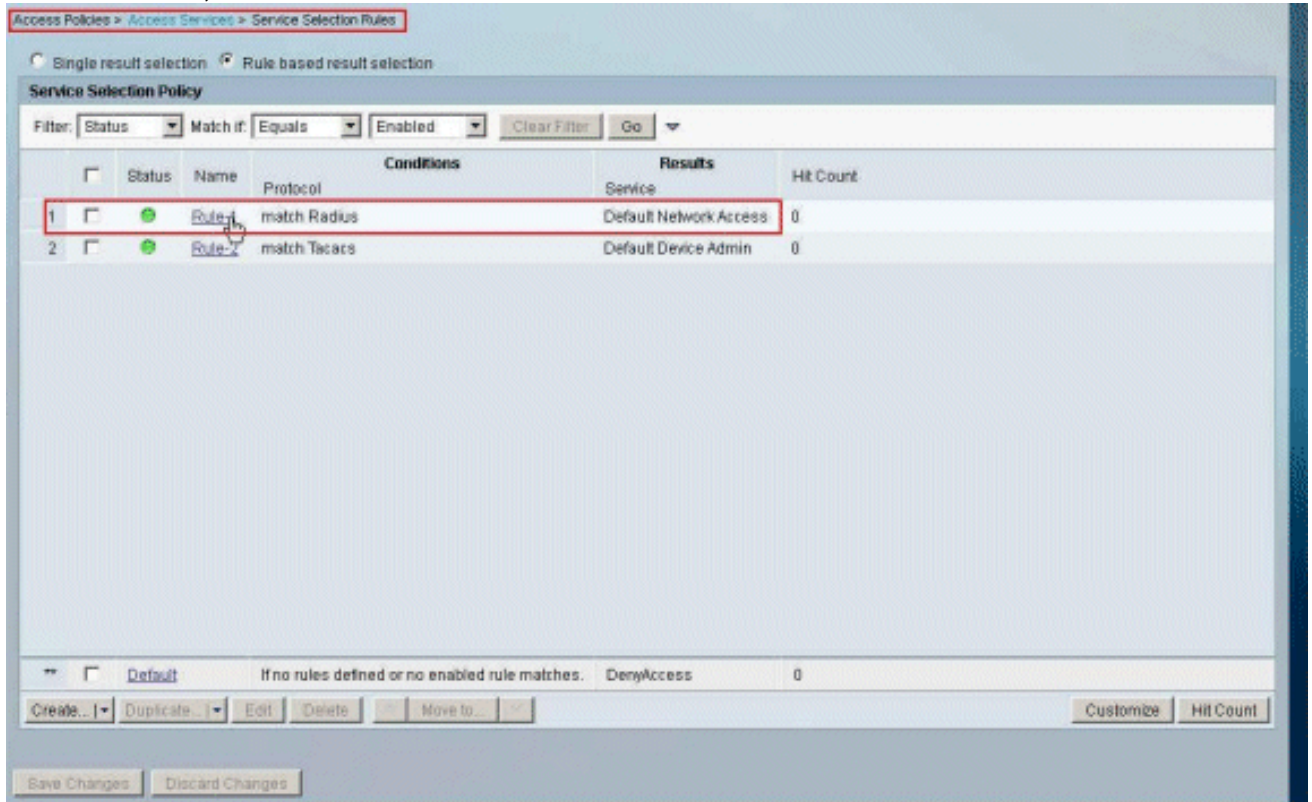 Access Policies > Access Services > Service Selection Rules
Single result selection Rule based result selection
Service Selection Policy
Filter: Status Match if: Equals Enabled Clear Filter Go
Conditions Results
Status Name Protocol Service Hit Count
1 Rule-1 match Radius Default Network Access 0
2 Rule-2 match Tacacs Default Device Admin 0
** Default If no rules defined or no enabled rule matches. DenyAccess 0
Create... | Duplicate... | Edit Delete Move to... Customize Hit Count
Save Changes Discard Changes